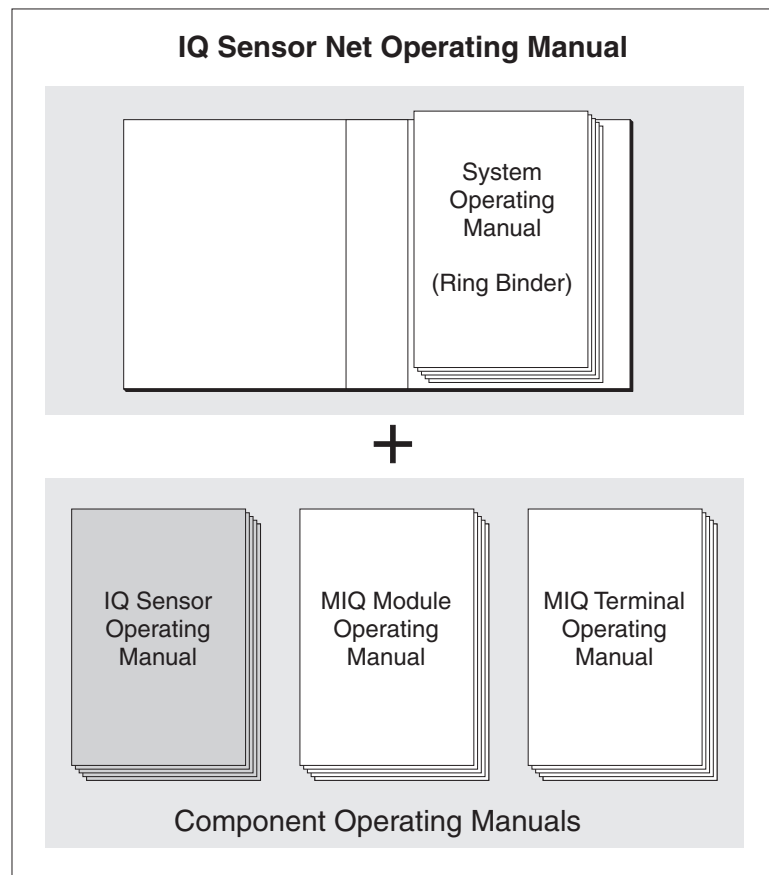 IQ Sensor Net Operating Manual
System
Operating
Manual
(Ring Binder)
+
IQ Sensor
Operating
Manual
MIQ Module
Operating
Manual
MIQ Terminal
Operating
Manual
Component Operating Manuals